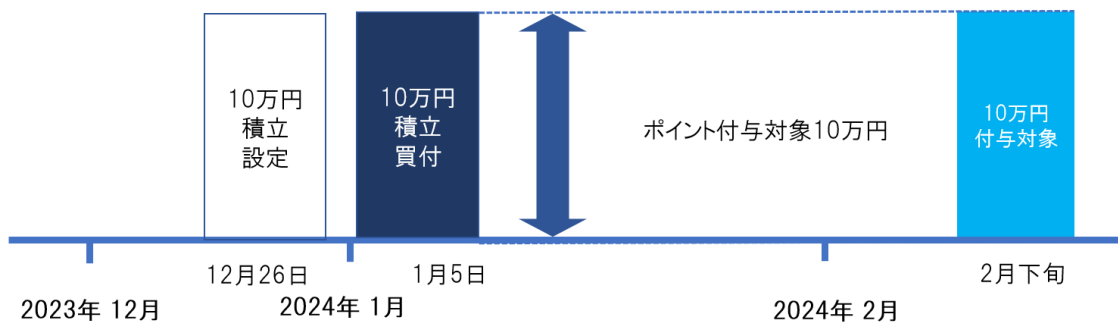 10万円
積立
設定
10万円
積立
買付
ポイント付与対象10万円
10万円
付与対象
12月26日
1月5日
2月下旬
2023年 12月
2024年 1月
2024年 2月